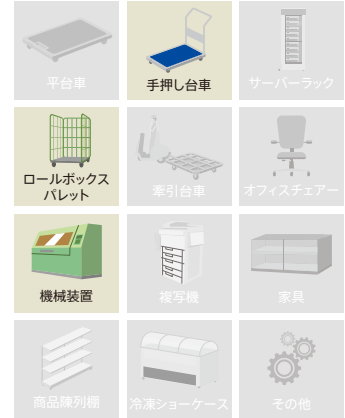 平台車
手押し台車
サーバーラック
ロールボックス
パレット
牽引台車
オフィスチェアー
機械装置
複写機
家具
商品陳列棚
冷凍ショーケース
その他